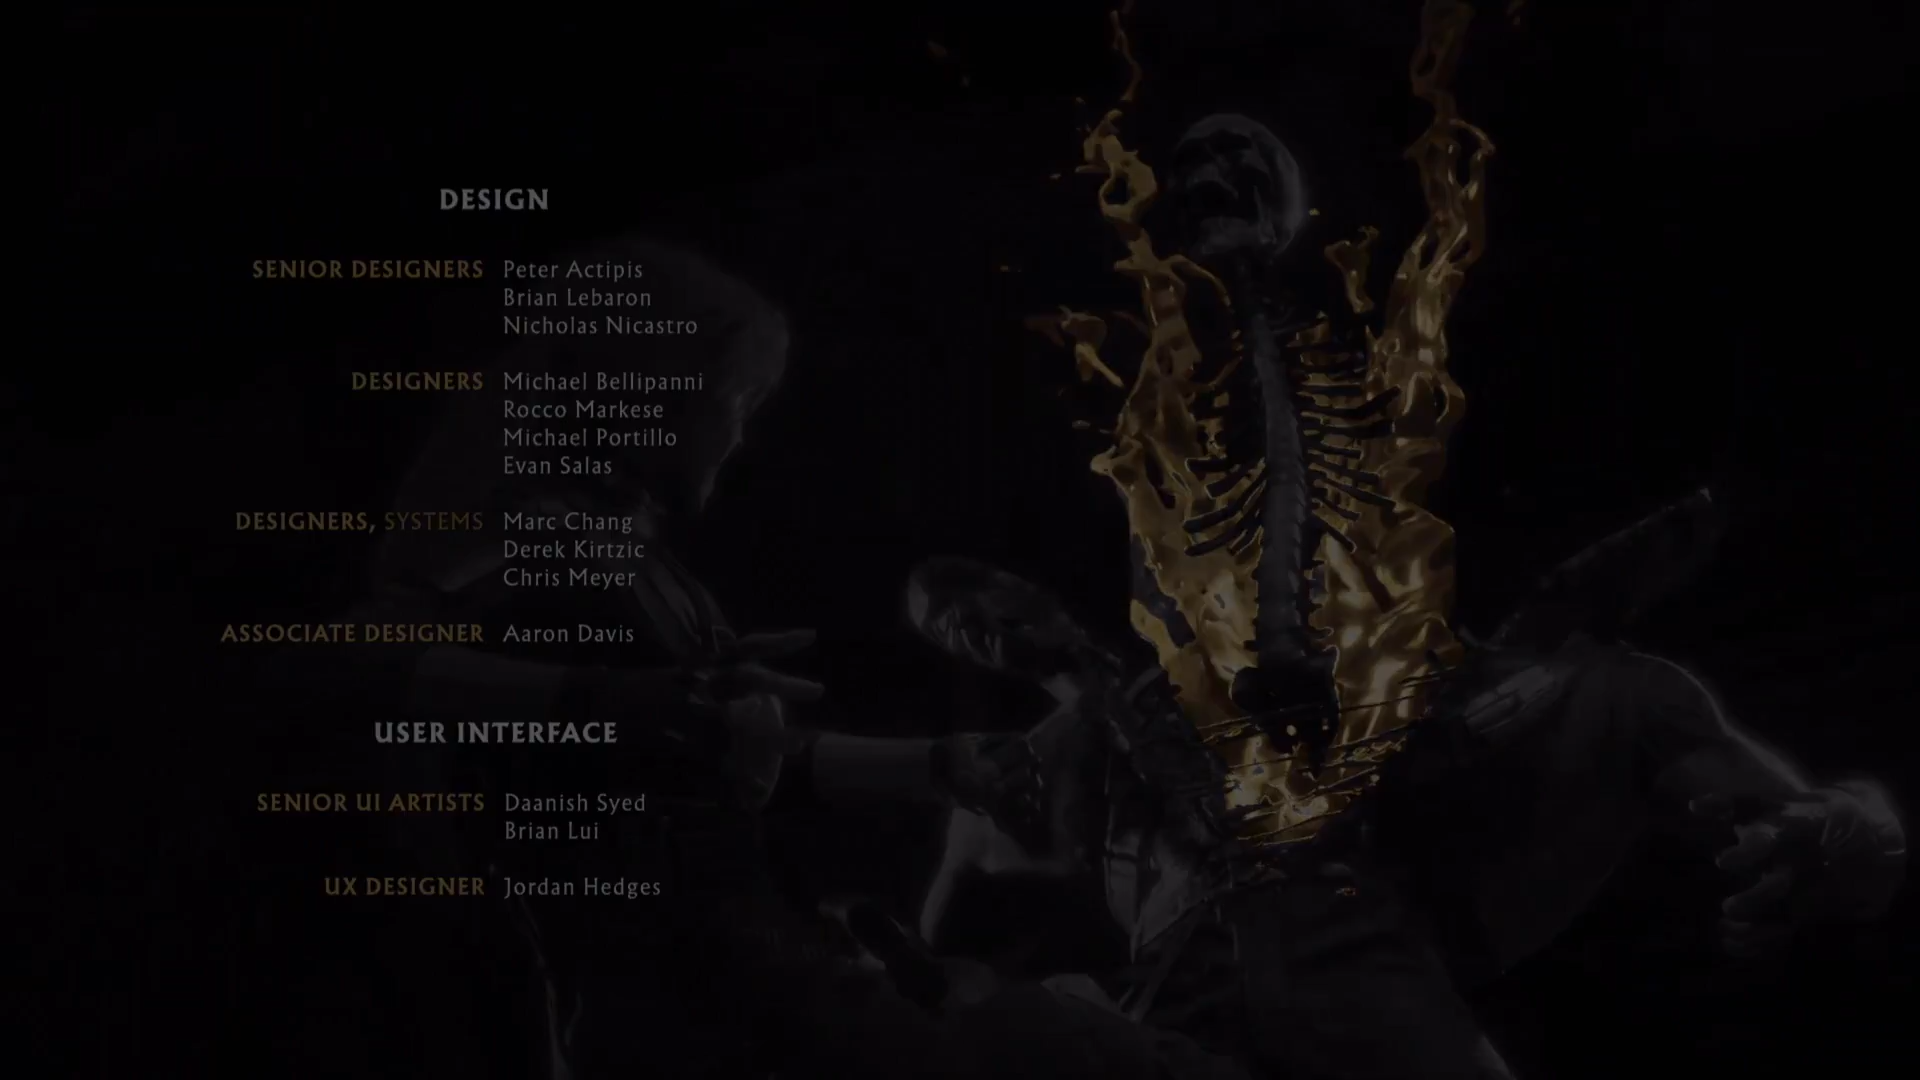 DESIGN
SENIOR DESIGNERS Peter Actipis
Brian Lebaron
Nicholas Nicastro
DESIGNERS Michael Bellipanni
Rocco Markese
Michael Portillo
Evan Salas
DESIGNERS, SYSTEMS Marc Chang
Derek Kirtzic
Chris Meyer
ASSOCIATE DESIGNER Aaron Davis
USER INTERFACE
SENIOR UI ARTISTS Daanish Syed
Brian Lui
UX DESIGNER Jordan Hedges